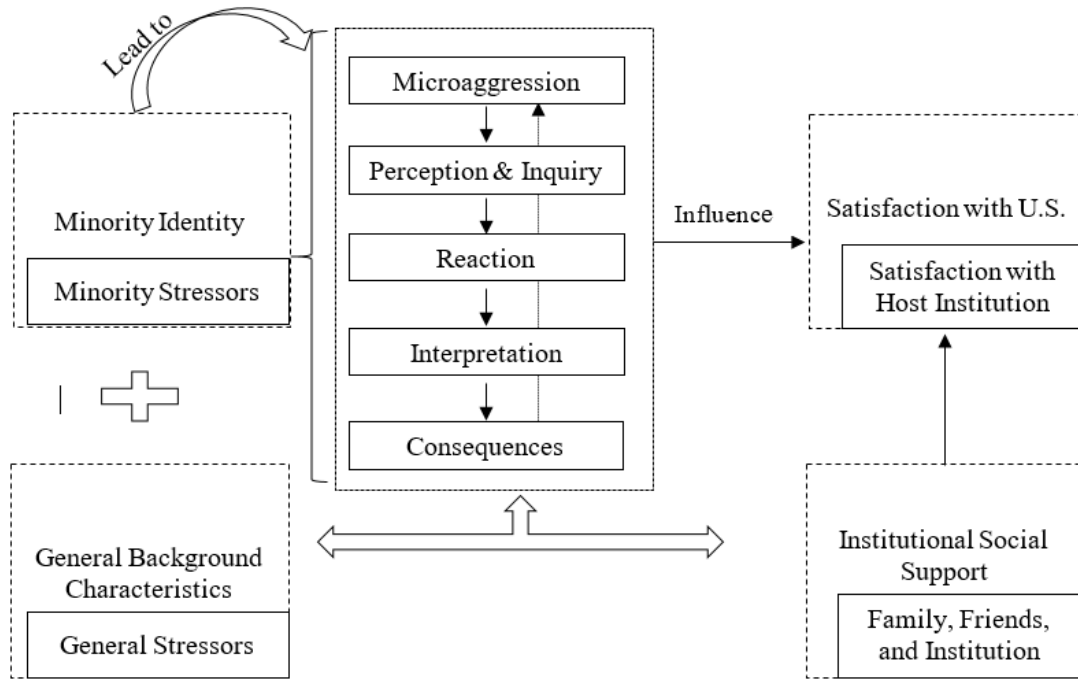 Lead to
Minority Identity
Minority Stressors
General Background
Characteristics
General Stressors
Microaggression
Perception & Inquiry
Reaction
Interpretation
Consequences
Influence
Satisfaction with U.S.
Satisfaction with
Host Institution
Institutional Social
Support
Family, Friends,
and Institution